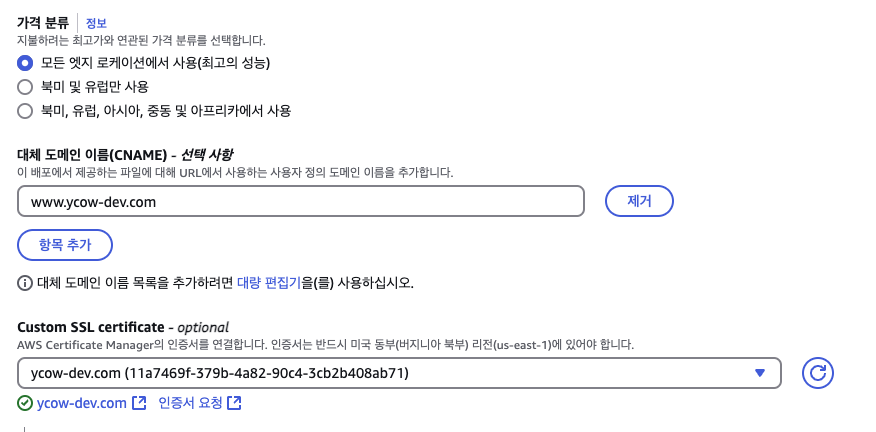 가격 분류 정보
지불하려는 최고가와 연관된 가격 분류를 선택합니다.
모든 엣지 로케이션에서 사용(최고의 성능)
북미 및 유럽만 사용
북미, 유럽, 아시아, 중동 및 아프리카에서 사용
대체 도메인 이름(CNAME) - 선택 사항
이 배포에서 제공하는 파일에 대해 URL에서 사용하는 사용자 정의 도메인 이름을 추가합니다.
www.ycow-dev.com 제거
항목 추가
대체 도메인 이름 목록을 추가하려면 대량 편집기을(를) 사용하십시오.
Custom SSL certificate - optional
AWS Certificate Manager의 인증서를 연결합니다. 인증서는 반드시 미국 동부(버지니아 북부) 리전(us-east-1)에 있어야 합니다.
ycow-dev.com (11a7469f-379b-4a82-90c4-3cb2b408ab71)
ycow-dev.com 인증서 요청